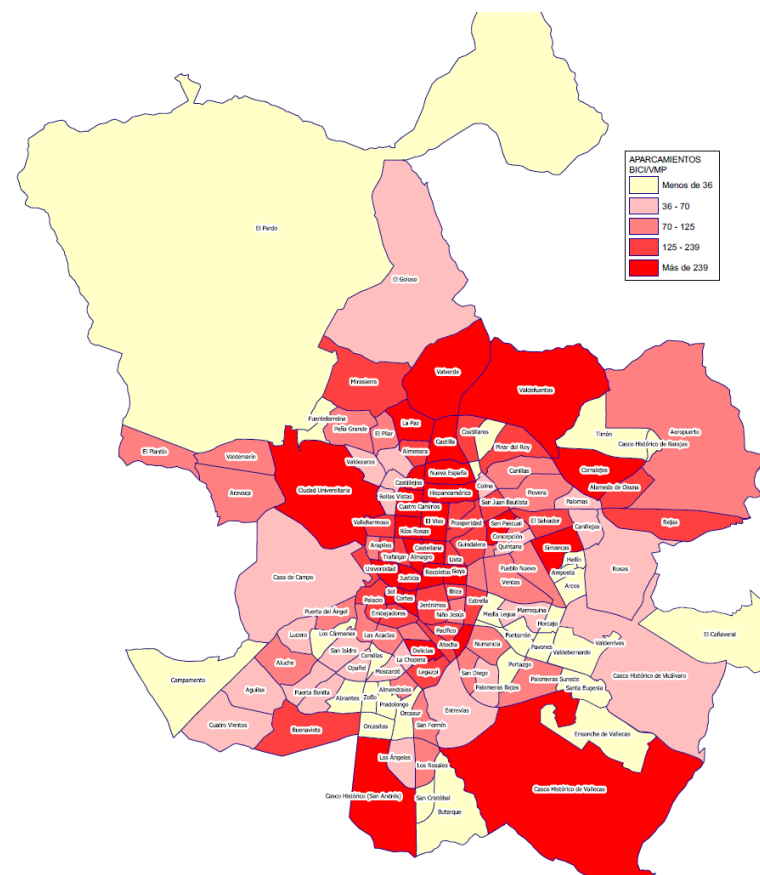 APARCAMIENTOS
BICI/VMP
Menos de 36
36 - 70
70 - 125
125 - 239
Más de 239
El Pardo
El Goloso
Valverde
Mirasierra
Valdefuentes
Fuentelarreina
Peña Grande
El Pilar
La Paz
Castilla
Costillares
Pinar del Rey
Timón
Aeropuerto
Casco Histórico de Barajas
El Plantío
Valdemarín
Valdezarza
Almenara
Aravaca
Ciudad Universitaria
Castillejos
Nueva España
Canillas
Corralejos
Alameda de Osuna
Bellas Vistas
Hispanoamérica
Colina
Piovera
Palomas
Cuatro Caminos
San Juan Bautista
Vallehermoso
El Viso
Prosperidad
San Pascual
El Salvador
Canillejas
Rejas
Ríos Rosas
Concepción
Arapiles
Castellana
Guindalera
Quintana
Simancas
Trafalgar
Almagro
Lista
Hellín
Universidad
Recoletos
Goya
Pueblo Nuevo
Amposta
Rosas
Casa de Campo
Justicia
Ventas
Arcos
Sol
Cortes
Ibiza
Palacio
Jerónimos
Estrella
Puerta del Ángel
Embajadores
Niño Jesús
Media Legua
Marroquina
Horcajo
Lucero
Los Cármenes
Las Acacias
Pacífico
Fontarrón
El Cañaveral
San Isidro
Atocha
Numancia
Pavones
Valderrivas
Aluche
Comillas
Delicias
Valdebernardo
Opañel
La Chopera
Portazgo
Campamento
Moscardó
Legazpi
San Diego
Palomeras Sureste
Casco Histórico de Vicálvaro
Águilas
Puerta Bonita
Almendrales
Palomeras Bajas
Santa Eugenia
Abrantes
Zofío
Pradolongo
Orcasur
Entrevías
Cuatro Vientos
Buenavista
Orcasitas
San Fermín
Ensanche de Vallecas
Los Ángeles
Los Rosales
Casco Histórico (San Andrés)
San Cristóbal
Casco Histórico de Vallecas
Butarque